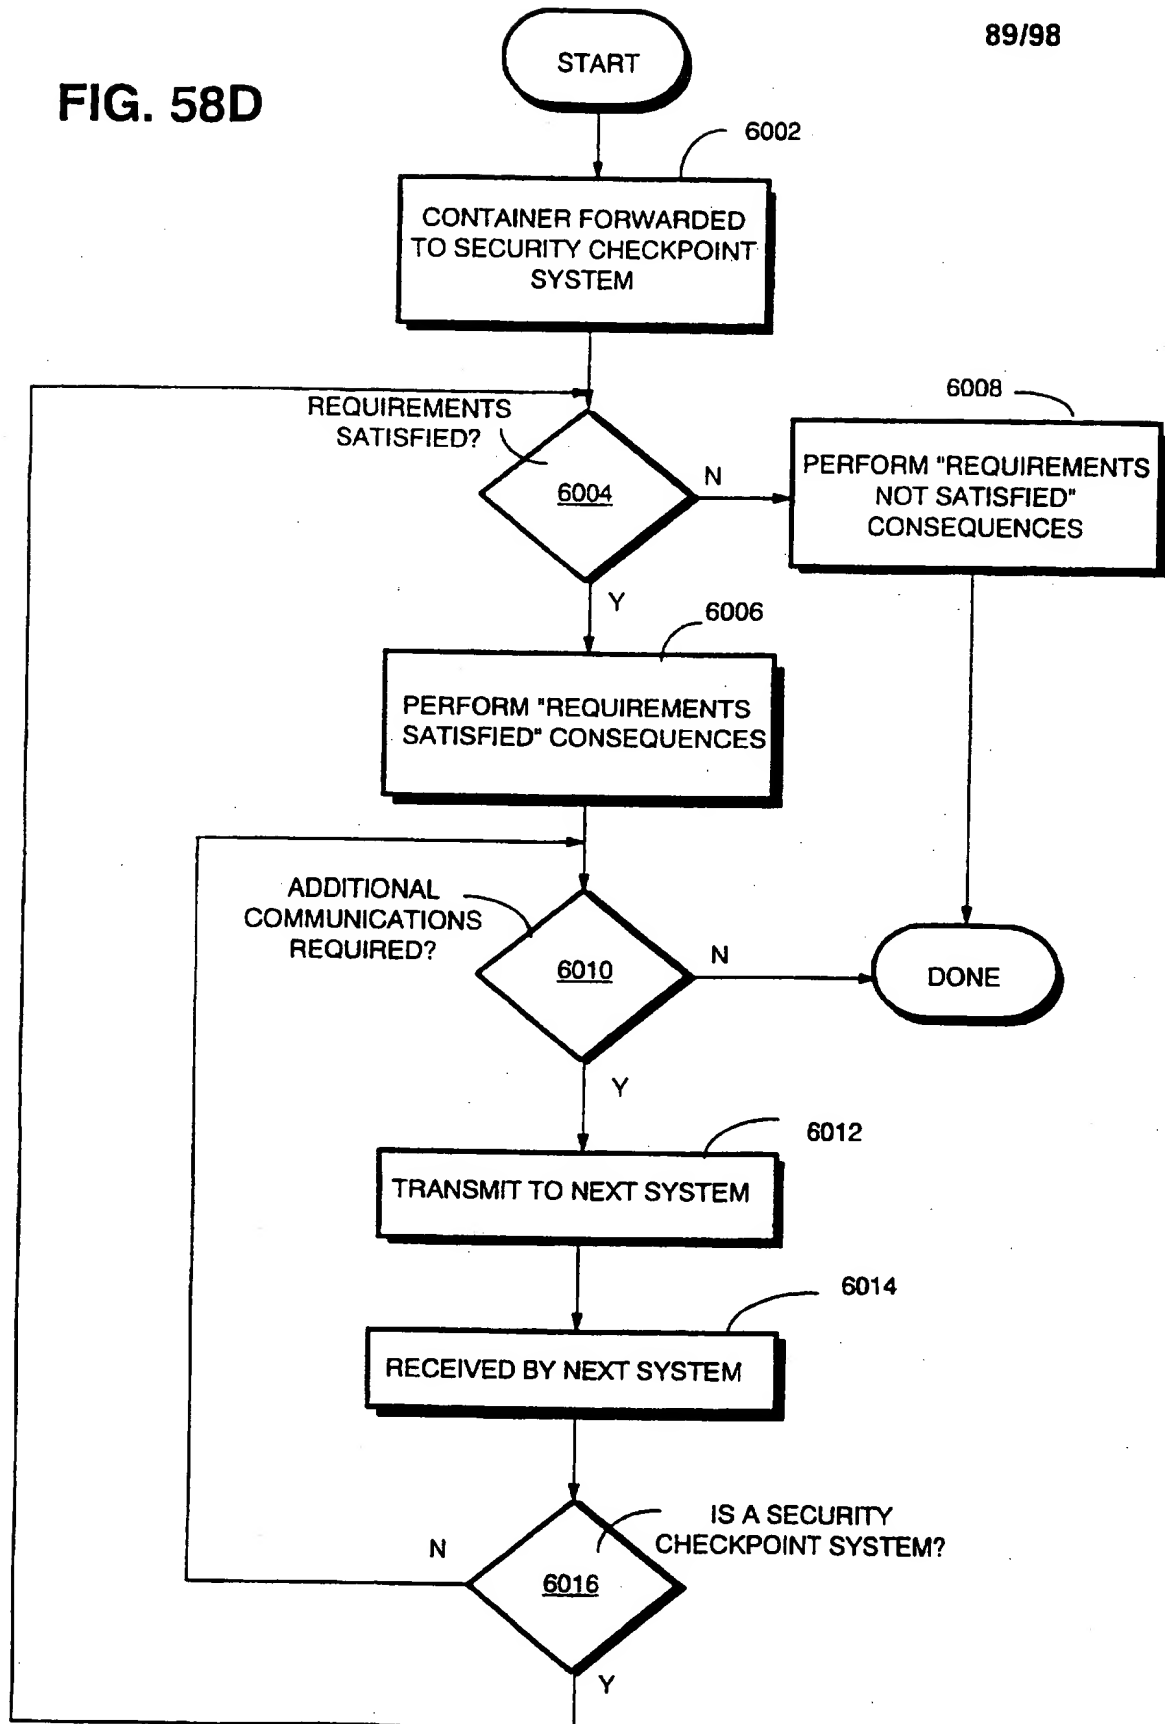 89/98
FIG. 58D
START
6002
CONTAINER FORWARDED
TO SECURITY CHECKPOINT
SYSTEM
REQUIREMENTS
SATISFIED?
6004
N
Y
6008
PERFORM "REQUIREMENTS
NOT SATISFIED"
CONSEQUENCES
6006
PERFORM "REQUIREMENTS
SATISFIED" CONSEQUENCES
ADDITIONAL
COMMUNICATIONS
REQUIRED?
6010
N
Y
DONE
6012
TRANSMIT TO NEXT SYSTEM
6014
RECEIVED BY NEXT SYSTEM
IS A SECURITY
CHECKPOINT SYSTEM?
N
6016
Y